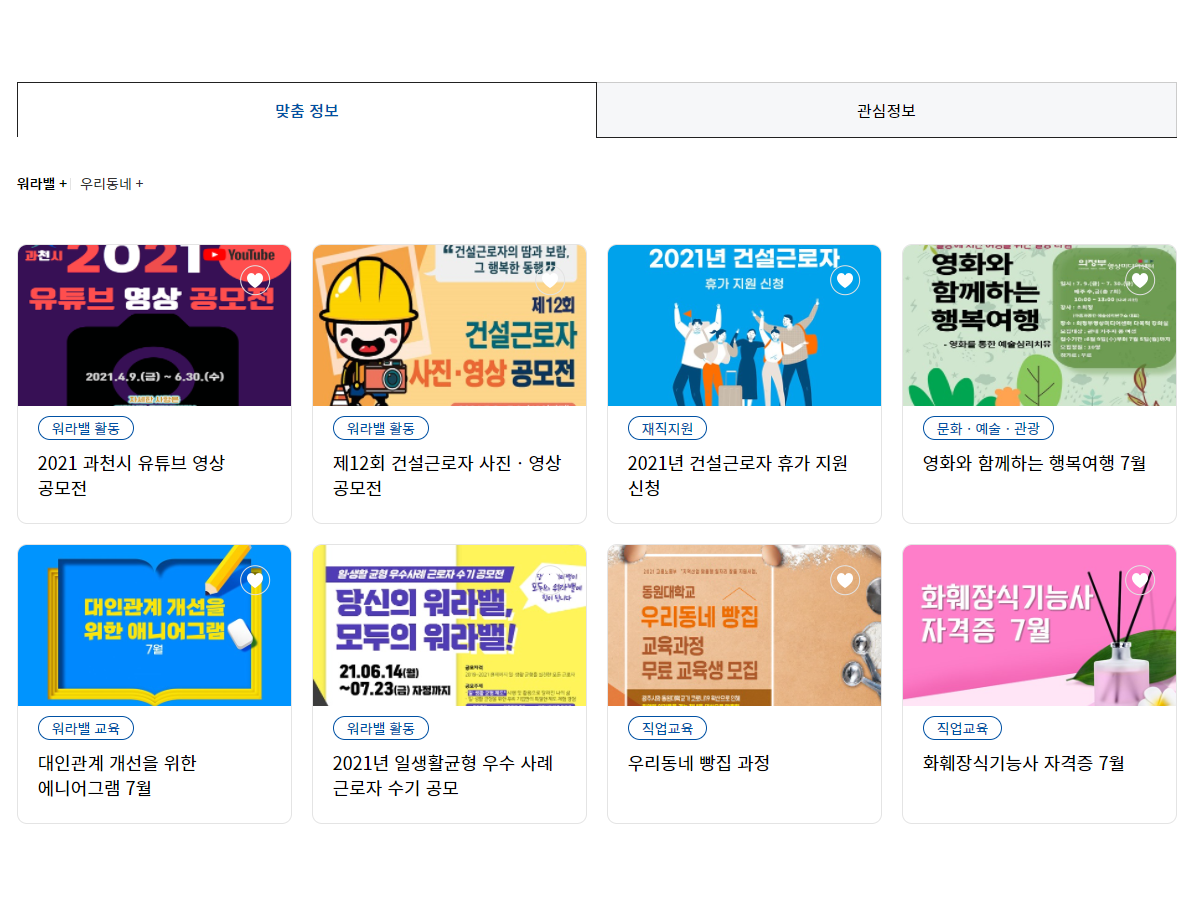 맞춤 정보
관심정보
워라밸 +
우리동네 +
과천시 2021 YouTube
유튜브 영상 공모전
2021.4.9.(금) ~ 6.30.(수)
워라밸 활동
2021 과천시 유튜브 영상
공모전
❝건설근로자의 땀과 보람,
그 행복한 동행❞
제12회
건설근로자
사진·영상 공모전
워라밸 활동
제12회 건설근로자 사진 · 영상
공모전
2021년 건설근로자
휴가 지원 신청
재직지원
2021년 건설근로자 휴가 지원
신청
영화와
함께하는
행복여행
- 영화를 통한 예술심리치유
의정부 영상미디어센터
문화 · 예술 · 관광
영화와 함께하는 행복여행 7월
대인관계 개선을
위한 애니어그램
7월
워라밸 교육
대인관계 개선을 위한
에니어그램 7월
일·생활 균형 우수사례 근로자 수기 공모전
당신의 워라밸,
모두의 워라밸!
21.06.14(월)
~07.23(금) 자정까지
공모자격
공모주제
워라밸 활동
2021년 일생활균형 우수 사례
근로자 수기 공모
동원대학교
우리동네 빵집
교육과정
무료 교육생 모집
직업교육
우리동네 빵집 과정
화훼장식기능사
자격증 7월
직업교육
화훼장식기능사 자격증 7월